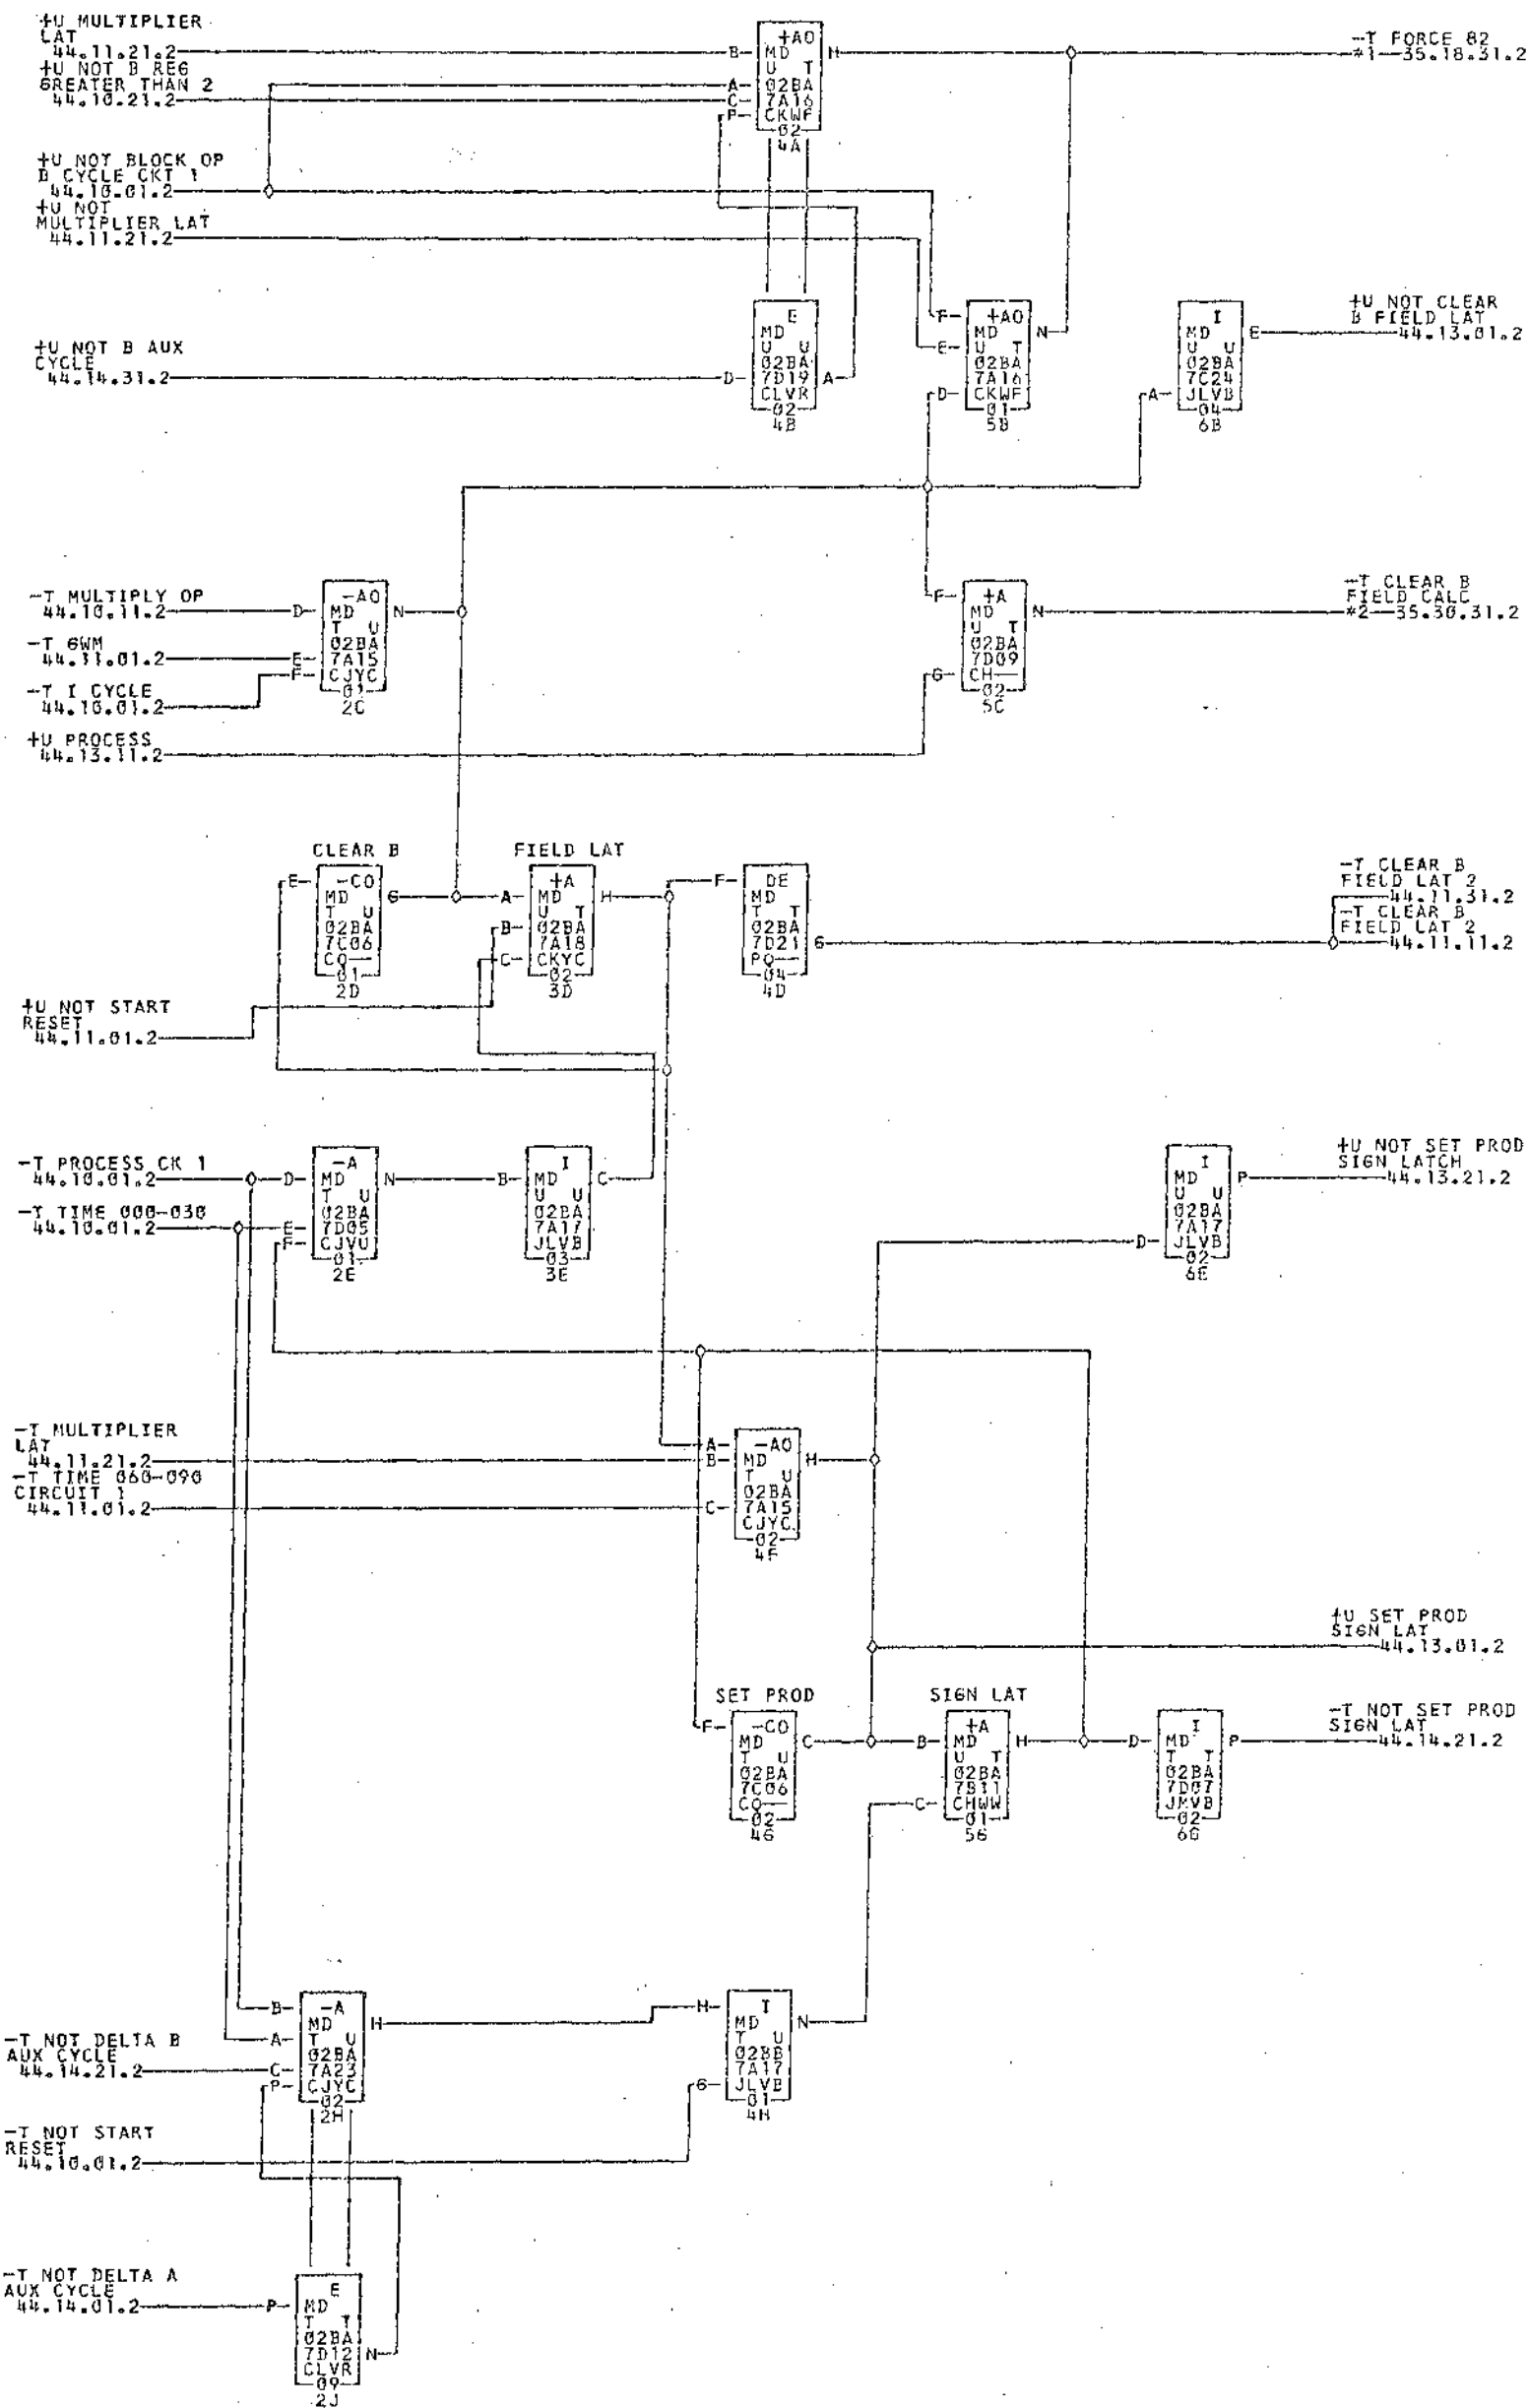 +U MULTIPLIER
LAT
44.11.21.2
+U NOT B REG
GREATER THAN 2
44.10.21.2
B
A
C
P
+AO
MD
U T
02BA
7A16
CKWF
02
4A
H
-T FORCE 82
*1 35.18.31.2
+U NOT BLOCK OP
B CYCLE CKT 1
44.10.01.2
+U NOT
MULTIPLIER LAT
44.11.21.2
+U NOT B AUX
CYCLE
44.14.31.2
D
E
MD
U U
02BA
7D19
CLVR
02
4B
A
F
E
D
+AO
MD
U T
02BA
7A16
CKWF
01
5B
N
A
I
MD
U U
02BA
7C24
JLVB
04
6B
E
+U NOT CLEAR
B FIELD LAT
44.13.01.2
-T MULTIPLY OP
44.10.11.2
-T GWM
44.11.01.2
-T I CYCLE
44.10.01.2
+U PROCESS
44.13.11.2
D
E
F
-AO
MD
T U
02BA
7A15
CJYC
01
2C
N
F
G
+A
MD
U T
02BA
7D09
CH
02
5C
N
-T CLEAR B
FIELD CALC
*2 35.30.31.2
CLEAR B
E
-CO
MD
T U
02BA
7C06
CQ
01
2D
G
FIELD LAT
A
B
C
+A
MD
U T
02BA
7A18
CKYC
02
3D
H
F
DE
MD
T T
02BA
7D21
PQ
04
4D
G
-T CLEAR B
FIELD LAT 2
44.11.31.2
-T CLEAR B
FIELD LAT 2
44.11.11.2
+U NOT START
RESET
44.11.01.2
-T PROCESS CK 1
44.10.01.2
-T TIME 000-030
44.10.01.2
D
E
F
-A
MD
T U
02BA
7D05
CJVU
01
2E
N
B
I
MD
U U
02BA
7A17
JLVB
03
3E
C
D
I
MD
U U
02BA
7A17
JLVB
02
6E
P
+U NOT SET PROD
SIGN LATCH
44.13.21.2
-T MULTIPLIER
LAT
44.11.21.2
-T TIME 060-090
CIRCUIT 1
44.11.01.2
A
B
C
-AO
MD
T U
02BA
7A15
CJYC
02
4F
H
+U SET PROD
SIGN LAT
44.13.01.2
SET PROD
F
-CO
MD
T U
02BA
7C06
CQ
02
4G
C
SIGN LAT
B
C
+A
MD
U T
02BA
7B11
CHWW
01
5G
H
D
I
MD
T T
02BA
7D07
JMVB
02
6G
P
-T NOT SET PROD
SIGN LAT
44.14.21.2
-T NOT DELTA B
AUX CYCLE
44.14.21.2
B
A
C
P
-A
MD
T U
02BA
7A23
CJYC
02
2H
H
H
G
I
MD
T U
02BB
7A17
JLVB
01
4H
N
-T NOT START
RESET
44.10.01.2
-T NOT DELTA A
AUX CYCLE
44.14.01.2
P
E
MD
T T
02BA
7D12
CLVR
09
2J
N